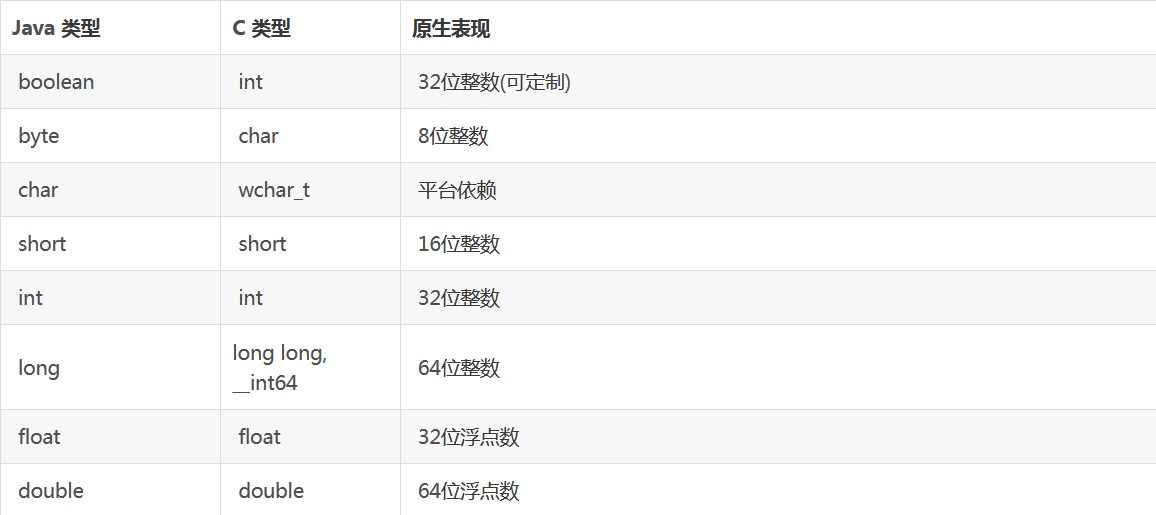 Java 类型 C 类型 原生表现
boolean int 32位整数(可定制)
byte char 8位整数
char wchar_t 平台依赖
short short 16位整数
int int 32位整数
long long long, __int64 64位整数
float float 32位浮点数
double double 64位浮点数